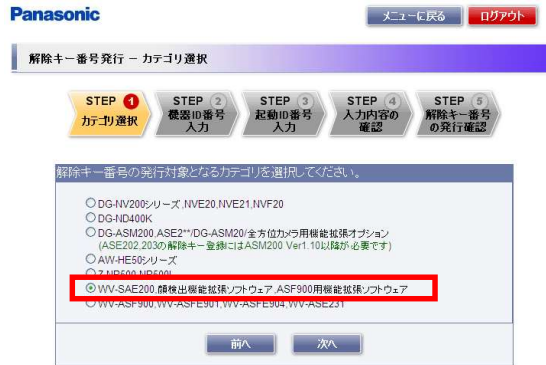 Panasonic
メニューに戻る
ログアウト
解除キー番号発行 － カテゴリ選択
STEP 1
カテゴリ選択
STEP 2
機器ID番号
入力
STEP 3
起動ID番号
入力
STEP 4
入力内容の
確認
STEP 5
解除キー番号
の発行確認
解除キー番号の発行対象となるカテゴリを選択してください。
DG-NV200シリーズ,NVE20,NVE21,NVF20
DG-ND400K
DG-ASM200,ASE2**/DG-ASM20/全方位カメラ用機能拡張オプション
(ASE202,203の解除キー登録にはASM200 Ver1.10以降が必要です)
AW-HE50シリーズ
Z-NR500,NR500L
WV-SAE200,顔検出機能拡張ソフトウェア,ASF900用機能拡張ソフトウェア
WV-ASF900,WV-ASFE901,WV-ASFE904,WV-ASE231
前へ
次へ